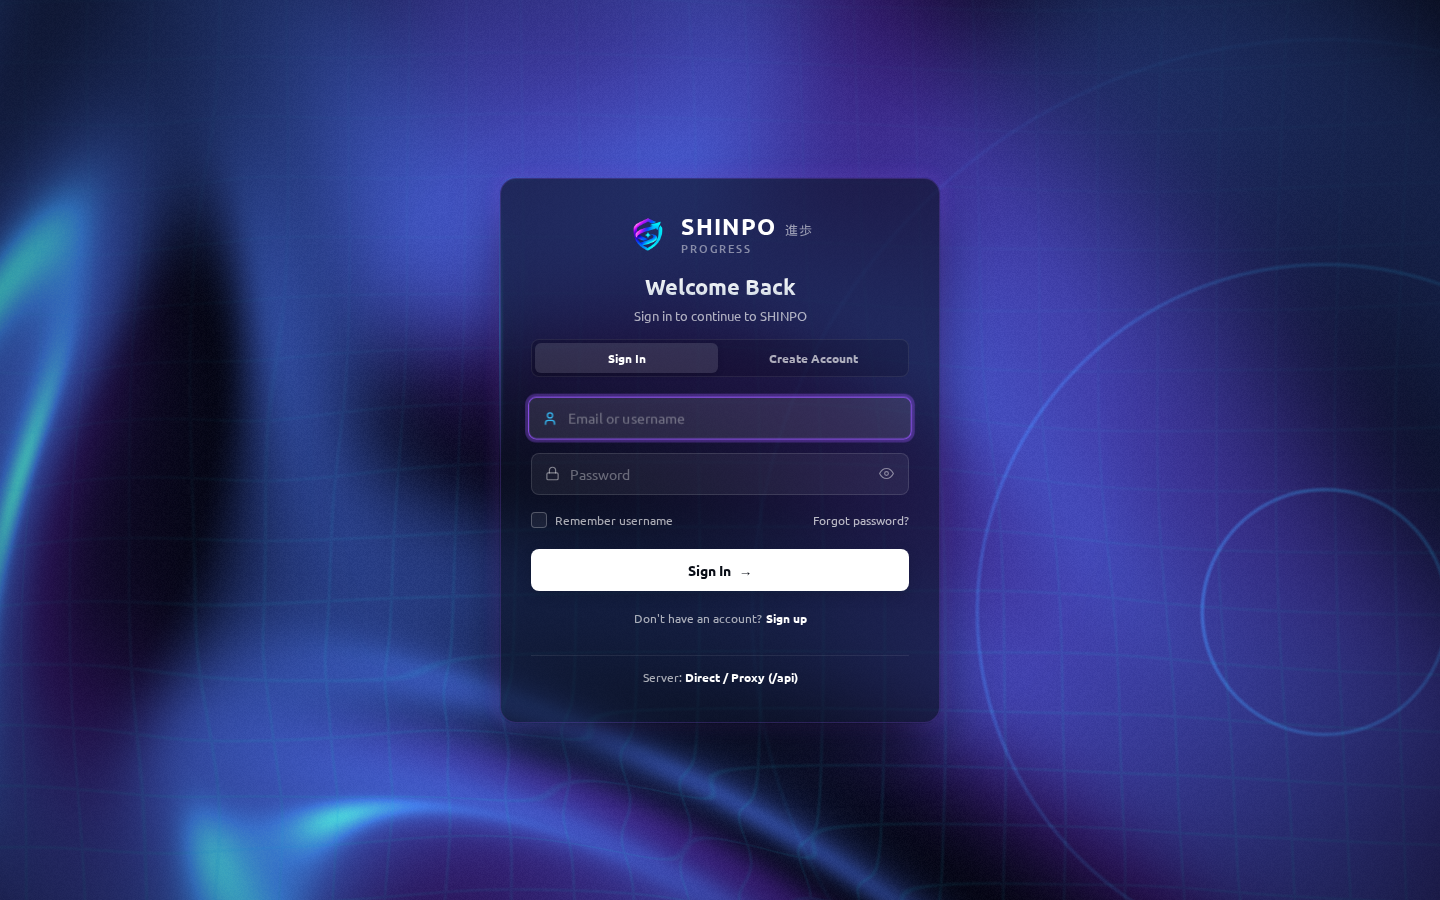 SHINPO 進歩
PROGRESS
Welcome Back
Sign in to continue to SHINPO
Sign In
Create Account
Email or username
Password
Remember username
Forgot password?
Sign In →
Don't have an account? Sign up
Server: Direct / Proxy (/api)